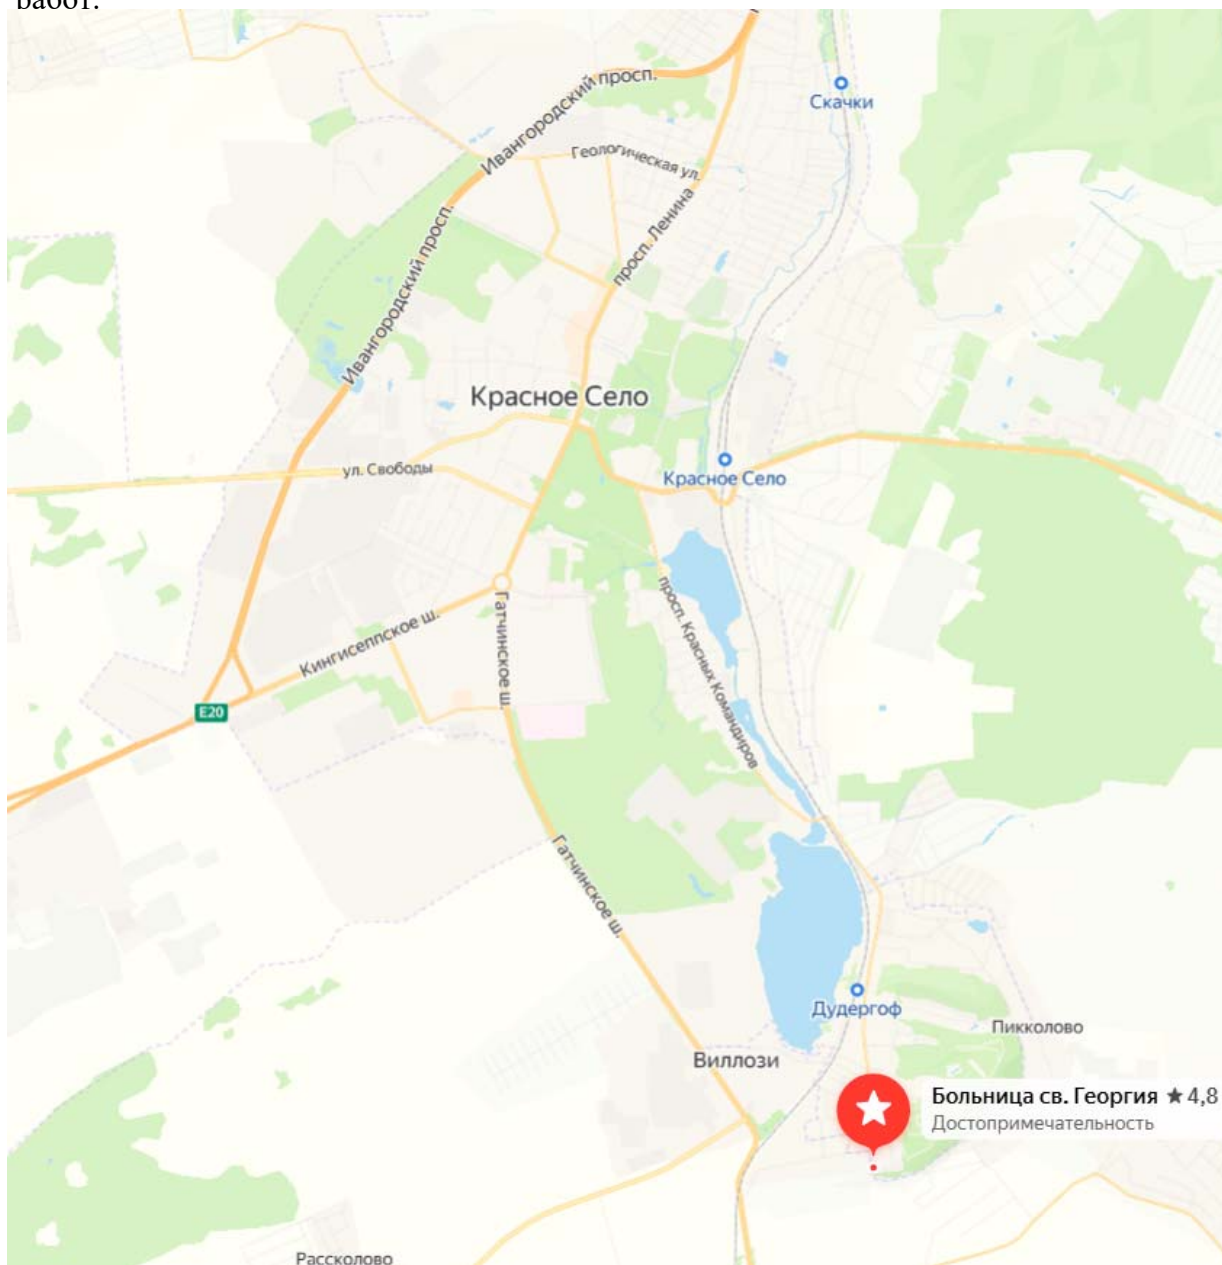 работ.
Скачки
Ивангородский просп.
Геологическая ул.
просп. Ленина
Ивангородский просп.
Красное Село
ул. Свободы
Красное Село
Гатчинское ш.
просп. Красных Командиров
Кингисеппское ш.
E20
Гатчинское ш.
Дудергоф
Пикколово
Виллози
Больница св. Георгия ★ 4,8
Достопримечательность
Рассколово